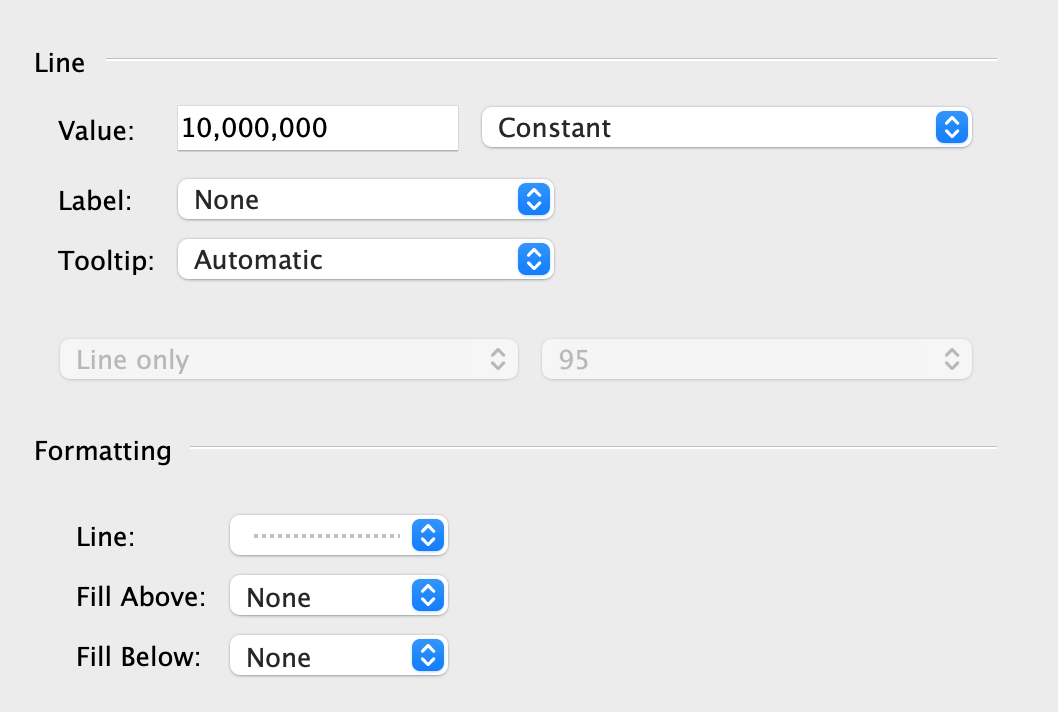 Line
Value: 10,000,000 Constant
Label: None
Tooltip: Automatic
Line only 95
Formatting
Line:
Fill Above: None
Fill Below: None